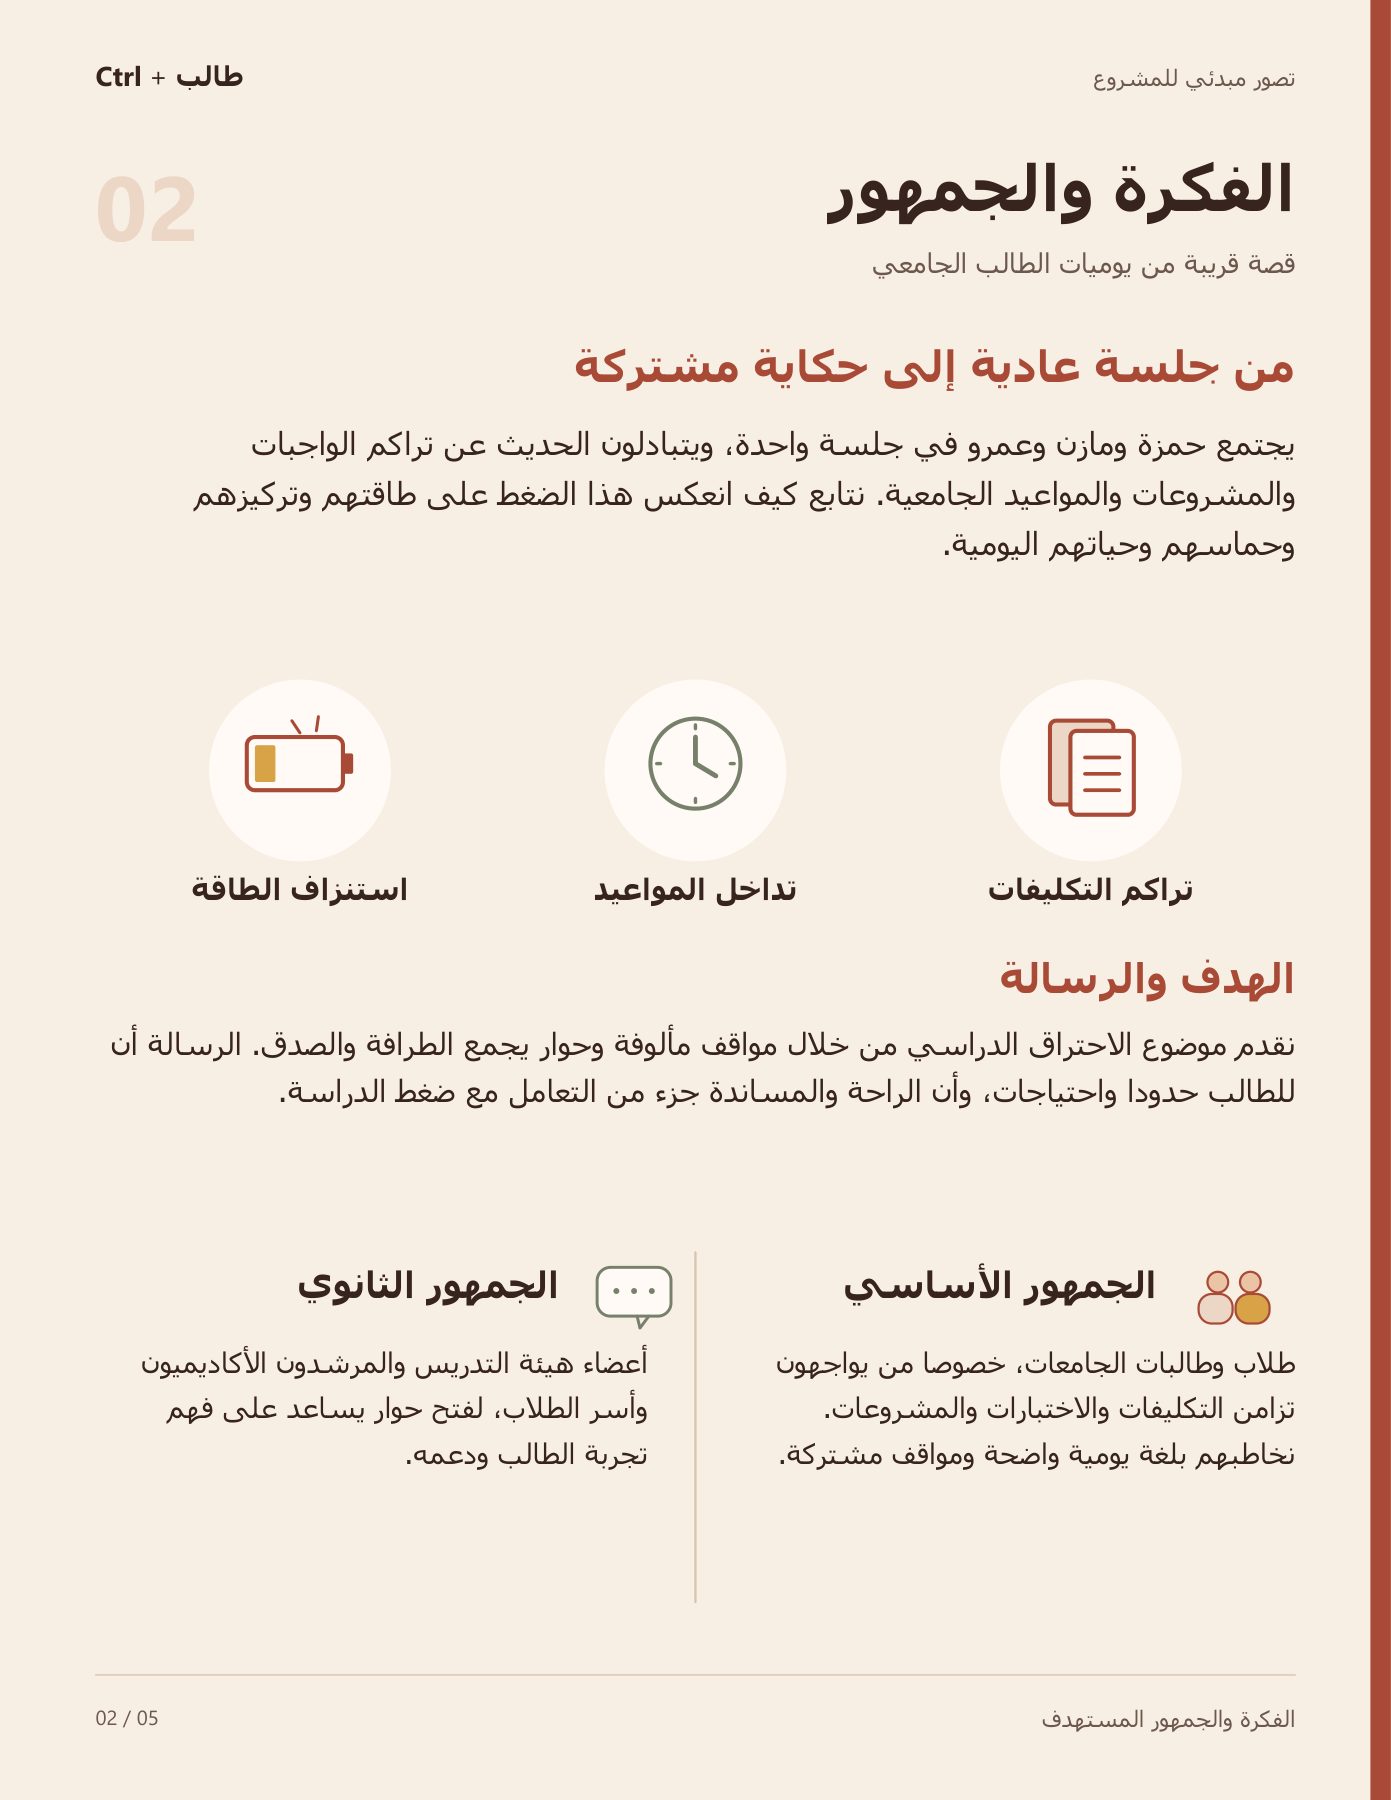 تصور مبدئي للمشروع
طالب + Ctrl
الفكرة والجمهور
02
قصة قريبة من يوميات الطالب الجامعي
من جلسة عادية إلى حكاية مشتركة
يجتمع حمزة ومازن وعمرو في جلسة واحدة، ويتبادلون الحديث عن تراكم الواجبات
والمشروعات والمواعيد الجامعية. نتابع كيف انعكس هذا الضغط على طاقتهم وتركيزهم
وحماسهم وحياتهم اليومية.
تراكم التكليفات
تداخل المواعيد
استنزاف الطاقة
الهدف والرسالة
نقدم موضوع الاحتراق الدراسي من خلال مواقف مألوفة وحوار يجمع الطرافة والصدق. الرسالة أن
للطالب حدودا واحتياجات، وأن الراحة والمساندة جزء من التعامل مع ضغط الدراسة.
الجمهور الأساسي
طلاب وطالبات الجامعات، خصوصا من يواجهون
تزامن التكليفات والاختبارات والمشروعات.
نخاطبهم بلغة يومية واضحة ومواقف مشتركة.
الجمهور الثانوي
أعضاء هيئة التدريس والمرشدون الأكاديميون
وأسر الطلاب، لفتح حوار يساعد على فهم
تجربة الطالب ودعمه.
الفكرة والجمهور المستهدف
02 / 05